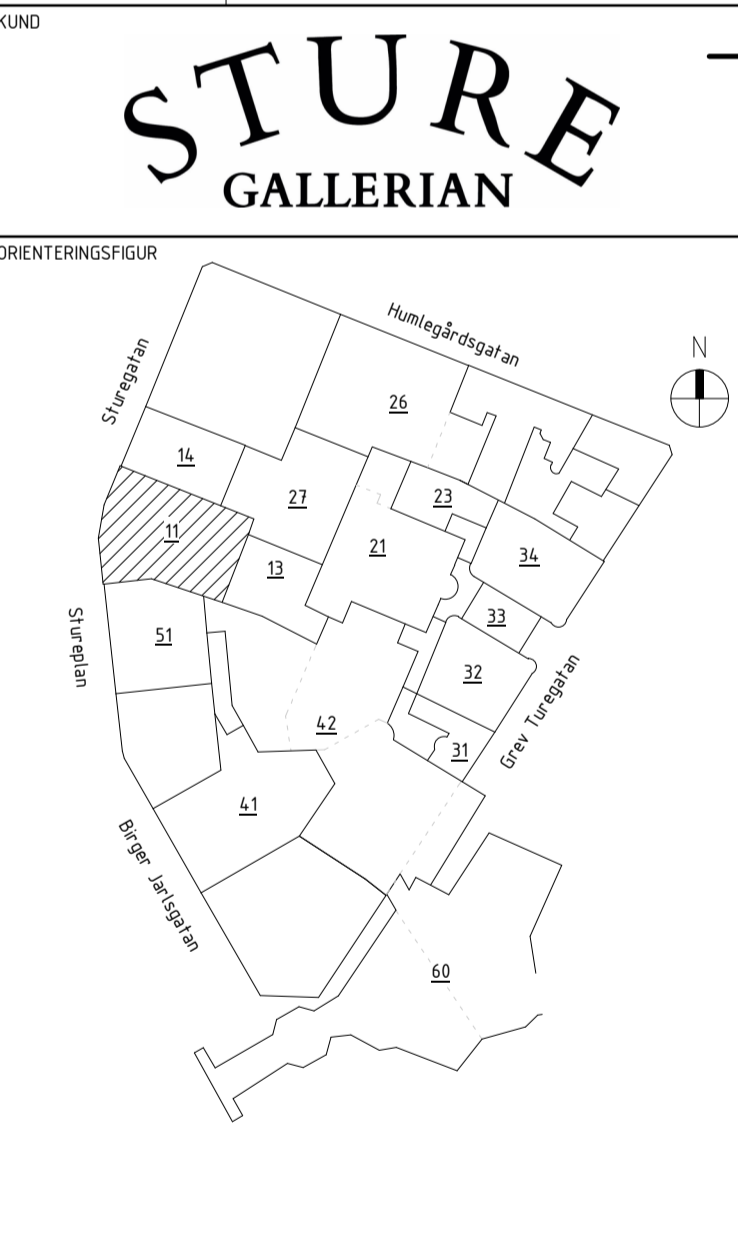 KUND
STURE
GALLERIAN
ORIENTERINGSFIGUR
Humlegårdsgatan
Sturegatan
N
26
14
27
23
11
21
34
13
33
51
Stureplan
32
42
Grev Turegatan
31
41
Birger Jarlsgatan
60